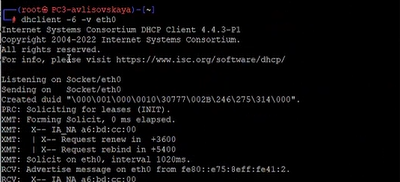 (root㉿PC3-avlisovskaya)-[~]
# dhclient -6 -v eth0
Internet Systems Consortium DHCP Client 4.4.3-P1
Copyright 2004-2022 Internet Systems Consortium.
All rights reserved.
For info, please visit https://www.isc.org/software/dhcp/

Listening on Socket/eth0
Sending on   Socket/eth0
Created duid "\000\001\000\0010\30777\002B\246\275\314\000".
PRC: Soliciting for leases (INIT).
XMT: Forming Solicit, 0 ms elapsed.
XMT:  X-- IA_NA a6:bd:cc:00
XMT:  | X-- Request renew in  +3600
XMT:  | X-- Request rebind in +5400
XMT: Solicit on eth0, interval 1020ms.
RCV: Advertise message on eth0 from fe80::e75:8eff:fe41:2.
RCV:  X-- IA_NA a6:bd:cc:00